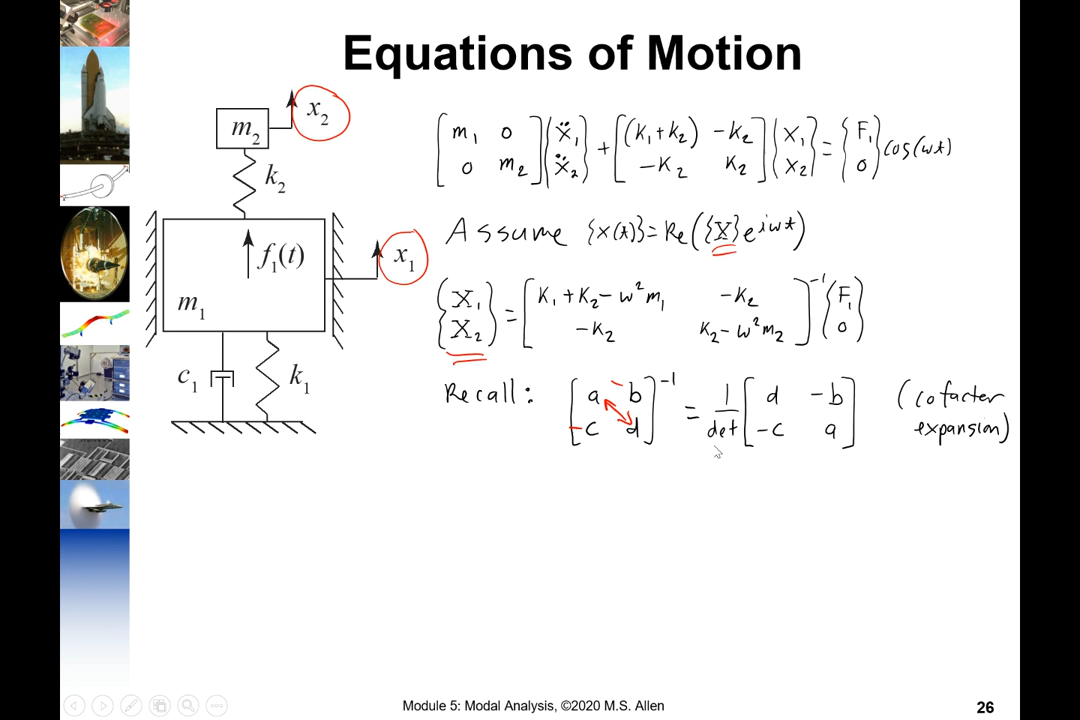 Equations of Motion
x₂
m₂
k₂
f₁(t)
x₁
m₁
c₁
k₁
[m₁ 0; 0 m₂]{ẍ₁; ẍ₂} + [(k₁+k₂) -k₂; -k₂ k₂]{x₁; x₂} = {F₁; 0} cos(ωt)
Assume {x(t)} = Re({X}e^{iωt})
{X₁; X₂} = [k₁+k₂-ω²m₁ -k₂; -k₂ k₂-ω²m₂]⁻¹ {F₁; 0}
Recall: [a b; c d]⁻¹ = 1/det [d -b; -c a] (cofacter expansion)
Module 5: Modal Analysis, ©2020 M.S. Allen
26